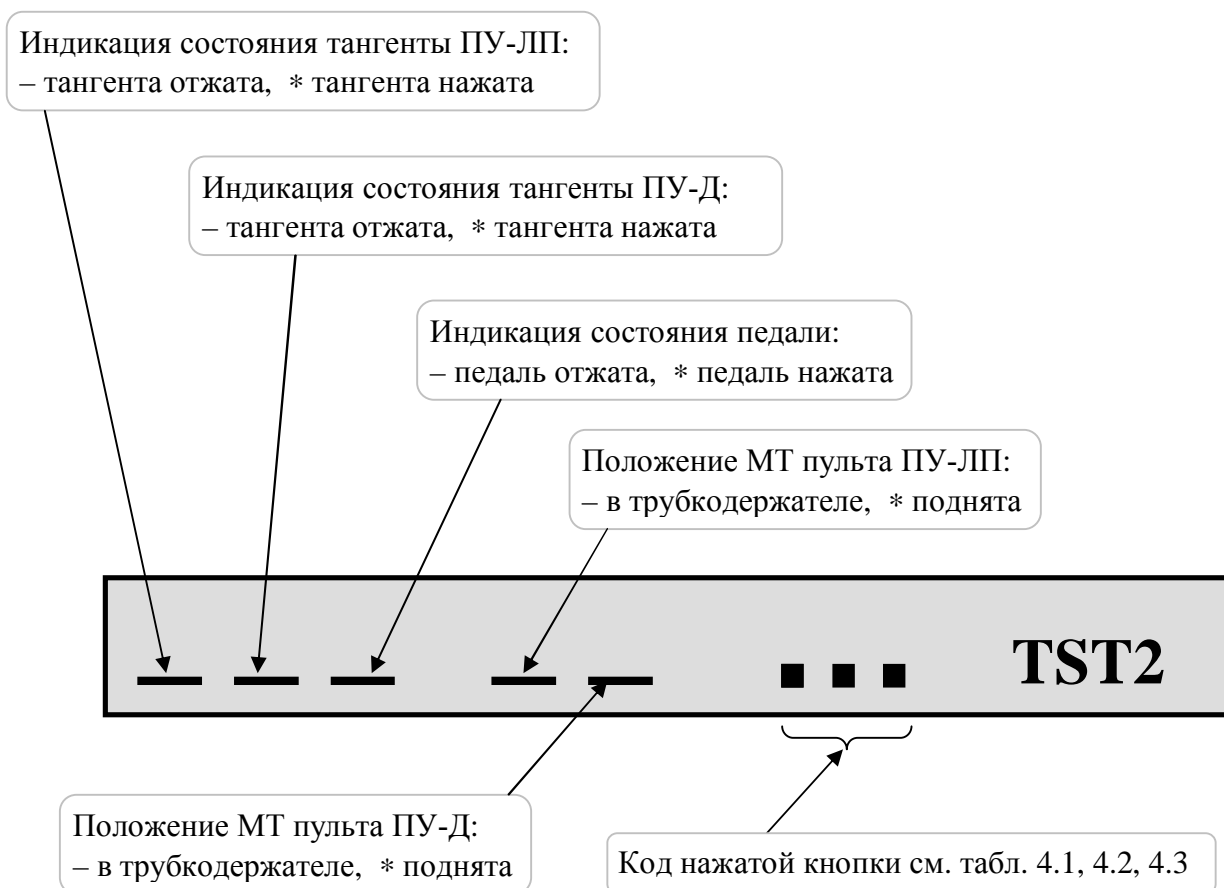 Индикация состояния тангенты ПУ-ЛП:
– тангента отжата, * тангента нажата
Индикация состояния тангенты ПУ-Д:
– тангента отжата, * тангента нажата
Индикация состояния педали:
– педаль отжата, * педаль нажата
Положение МТ пульта ПУ-ЛП:
– в трубкодержателе, * поднята
TST2
Положение МТ пульта ПУ-Д:
– в трубкодержателе, * поднята
Код нажатой кнопки см. табл. 4.1, 4.2, 4.3